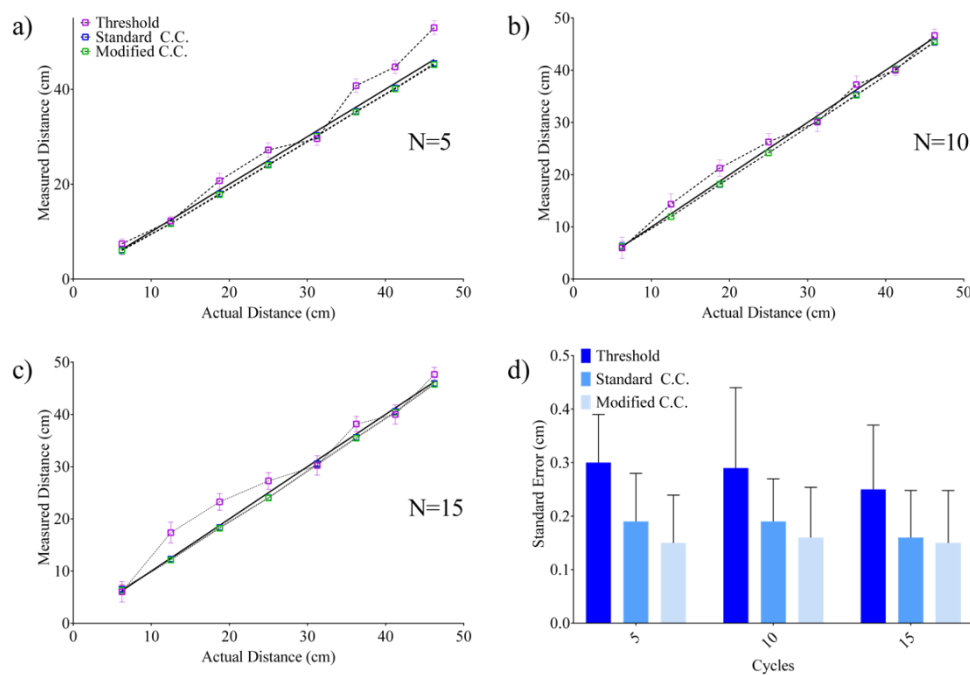 a)
Threshold
Standard C.C.
Modified C.C.
N=5
Measured Distance (cm)
40
20
0
0 10 20 30 40 50
Actual Distance (cm)
b)
N=10
Measured Distance (cm)
50
40
30
20
10
0
0 10 20 30 40 50
Actual Distance (cm)
c)
N=15
Measured Distance (cm)
50
40
30
20
10
0
0 10 20 30 40 50
Actual Distance (cm)
d)
Threshold
Standard C.C.
Modified C.C.
Standard Error (cm)
0.5
0.4
0.3
0.2
0.1
0.0
5 10 15
Cycles